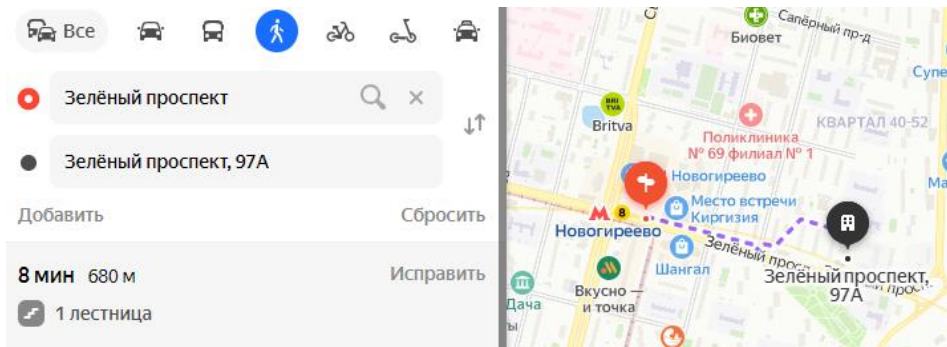 Все
Зелёный проспект
Зелёный проспект, 97А
Добавить
Сбросить
8 мин 680 м
Исправить
1 лестница
Сапёрный пр-д
Биовет
BRI
TVA
Britva
КВАРТАЛ 40-52
Поликлиника
№ 69 филиал № 1
Новогиреево
Место встречи
Киргизия
М 8
Новогиреево
Зелёный
Шангал
Зелёный проспект,
97А
Вкусно —
и точка
Дача